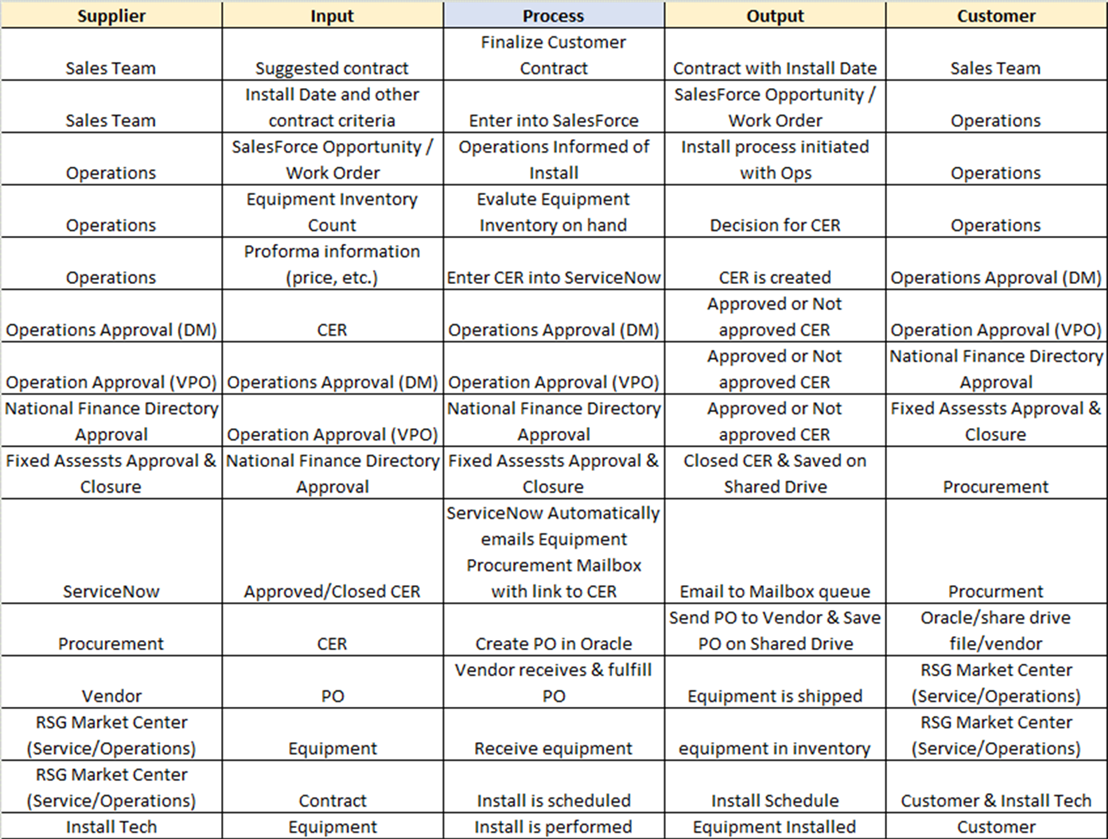 Supplier Input Process Output Customer
Sales Team Suggested contract Finalize Customer Contract Contract with Install Date Sales Team
Sales Team Install Date and other contract criteria Enter into SalesForce SalesForce Opportunity / Work Order Operations
Operations SalesForce Opportunity / Work Order Operations Informed of Install Install process initiated with Ops Operations
Operations Equipment Inventory Count Evalute Equipment Inventory on hand Decision for CER Operations
Operations Proforma information (price, etc.) Enter CER into ServiceNow CER is created Operations Approval (DM)
Operations Approval (DM) CER Operations Approval (DM) Approved or Not approved CER Operation Approval (VPO)
Operation Approval (VPO) Operations Approval (DM) Operation Approval (VPO) Approved or Not approved CER National Finance Directory Approval
National Finance Directory Approval Operation Approval (VPO) National Finance Directory Approval Approved or Not approved CER Fixed Assessts Approval & Closure
Fixed Assessts Approval & Closure National Finance Directory Approval Fixed Assessts Approval & Closure Closed CER & Saved on Shared Drive Procurement
ServiceNow Approved/Closed CER ServiceNow Automatically emails Equipment Procurement Mailbox with link to CER Email to Mailbox queue Procurment
Procurement CER Create PO in Oracle Send PO to Vendor & Save PO on Shared Drive Oracle/share drive file/vendor
Vendor PO Vendor receives & fulfill PO Equipment is shipped RSG Market Center (Service/Operations)
RSG Market Center (Service/Operations) Equipment Receive equipment equipment in inventory RSG Market Center (Service/Operations)
RSG Market Center (Service/Operations) Contract Install is scheduled Install Schedule Customer & Install Tech
Install Tech Equipment Install is performed Equipment Installed Customer